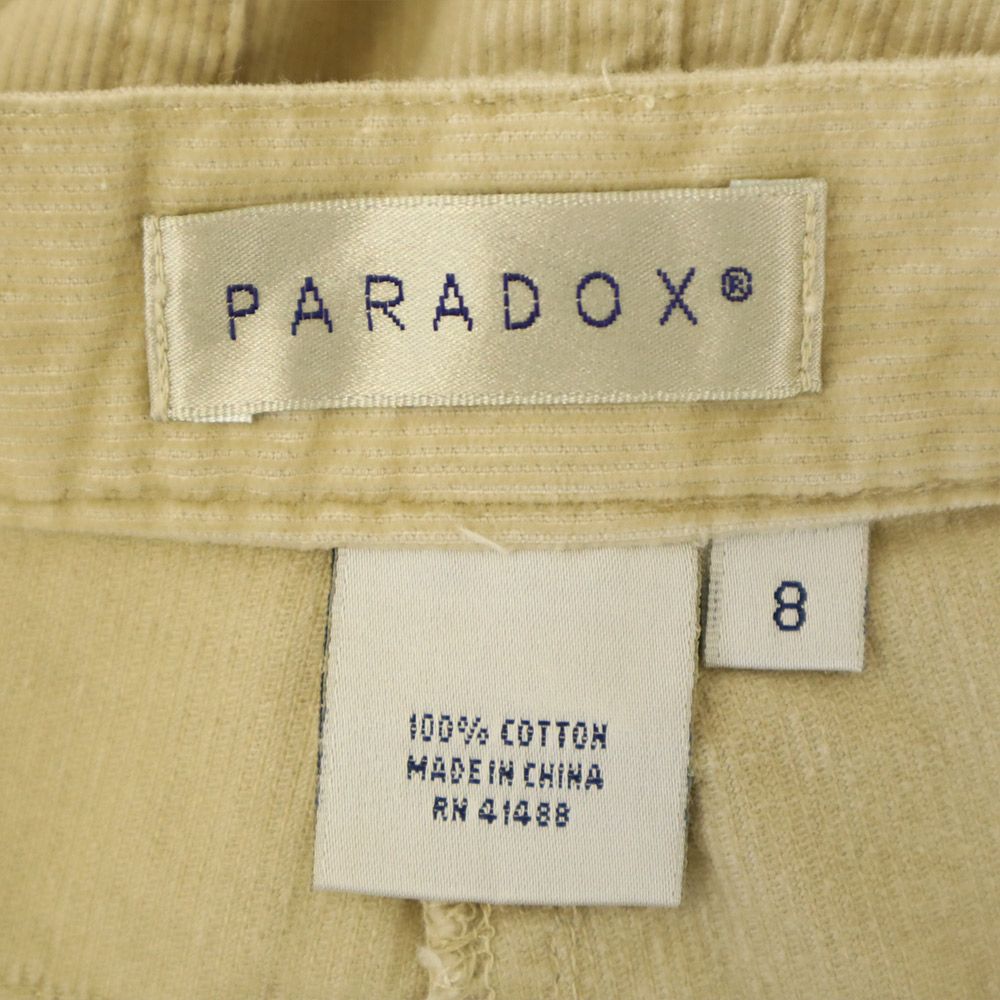 PARADOX®
8
100% COTTON
MADE IN CHINA
RN 41488